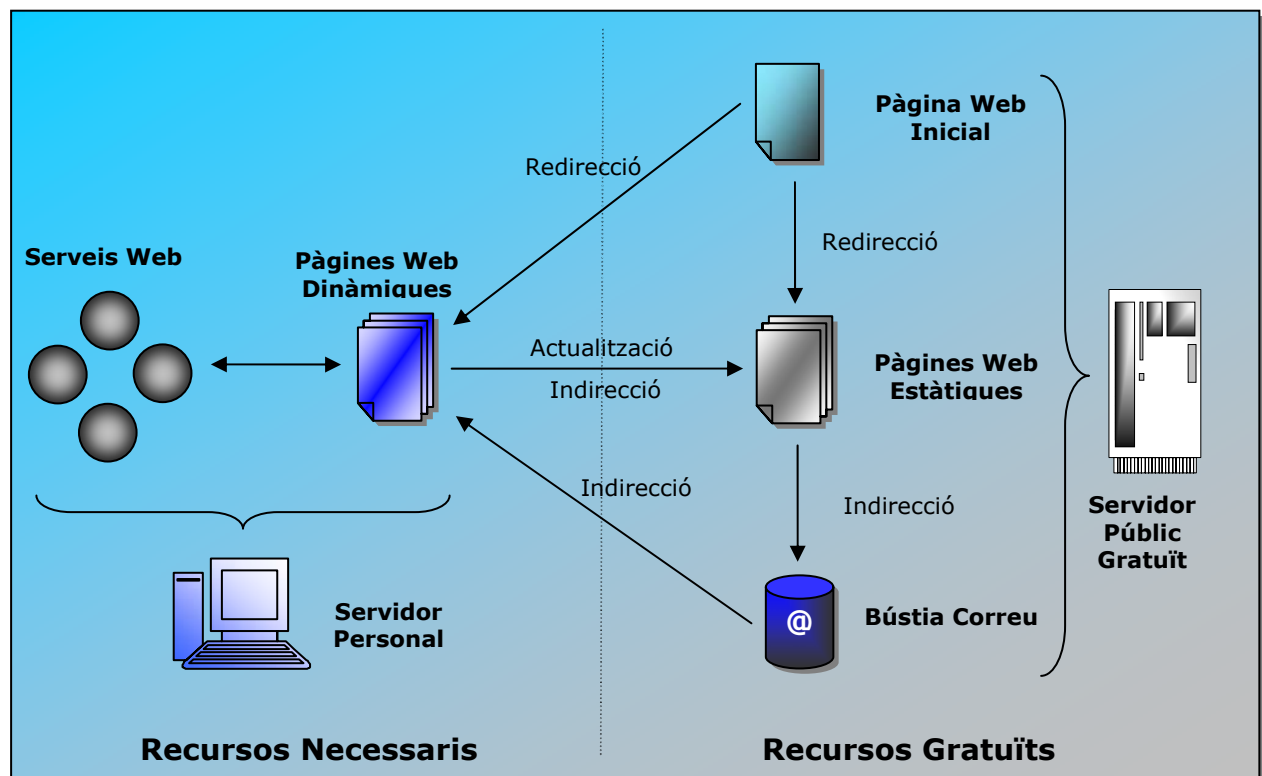 Pàgina Web
Inicial
Redirecció
Redirecció
Serveis Web
Pàgines Web
Dinàmiques
Actualització
Indirecció
Pàgines Web
Estàtiques
Indirecció
Indirecció
Servidor
Públic
Gratuït
@
Bústia Correu
Servidor
Personal
Recursos Necessaris
Recursos Gratuïts